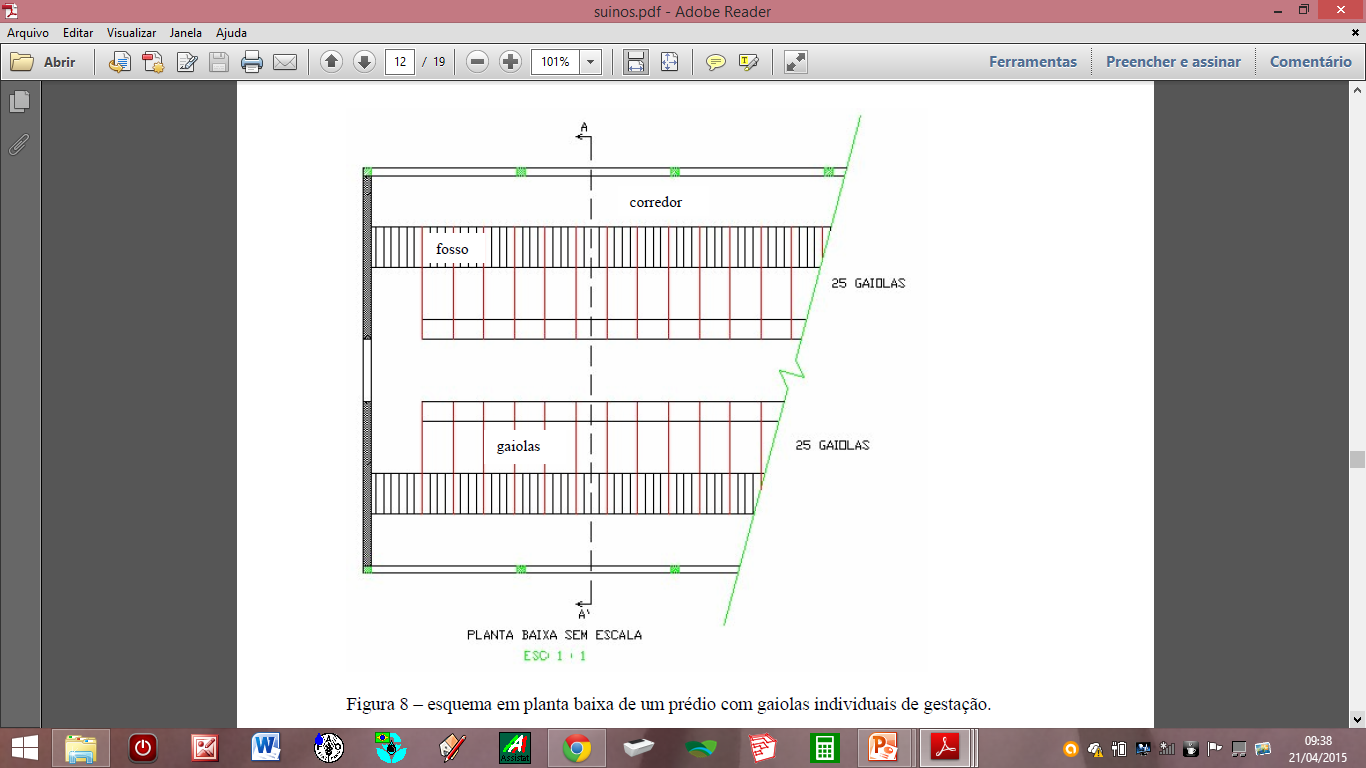 suinos.pdf - Adobe Reader
Arquivo Editar Visualizar Janela Ajuda
Abrir 12 / 19 101% Ferramentas Preencher e assinar Comentário
A
corredor
fosso
25 GAIOLAS
gaiolas
25 GAIOLAS
A'
PLANTA BAIXA SEM ESCALA
ESC: 1 : 1
Figura 8 – esquema em planta baixa de um prédio com gaiolas individuais de gestação.
Assistat
09:38
21/04/2015